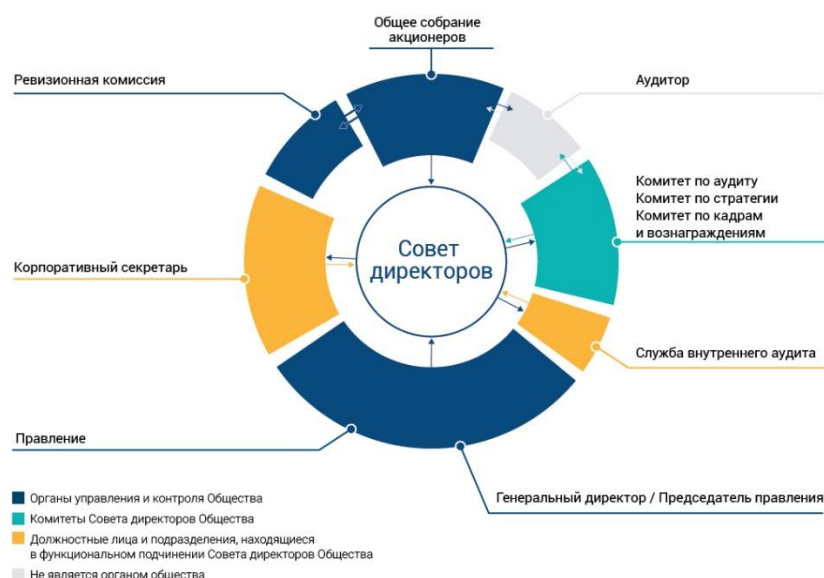 Общее собрание
акционеров
Ревизионная комиссия
Аудитор
Комитет по аудиту
Комитет по стратегии
Комитет по кадрам
и вознаграждениям
Совет
директоров
Корпоративный секретарь
Служба внутреннего аудита
Правление
Генеральный директор / Председатель правления
Органы управления и контроля Общества
Комитеты Совета директоров Общества
Должностные лица и подразделения, находящиеся
в функциональном подчинении Совета директоров Общества
Не является органом общества